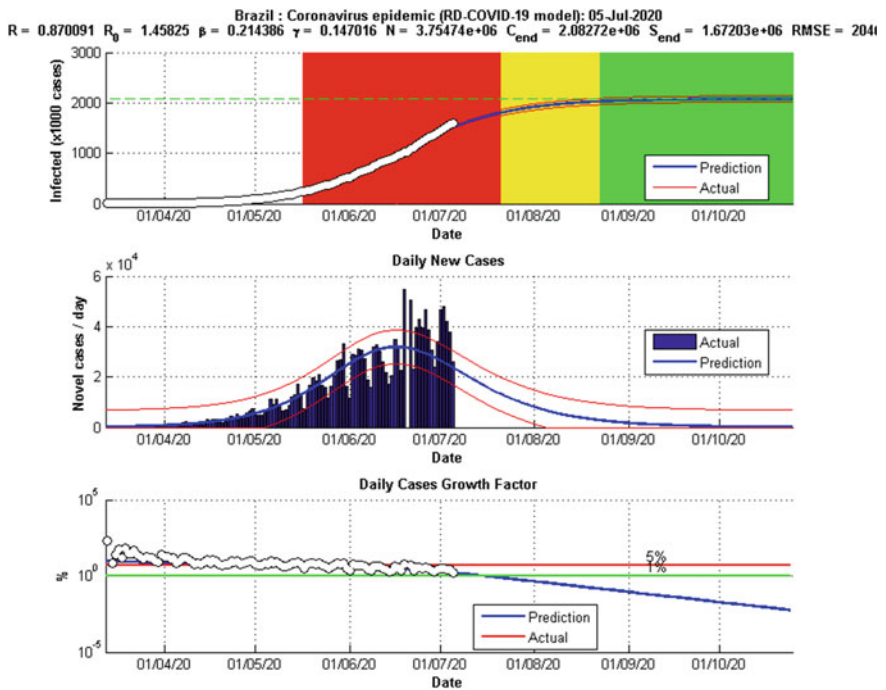 Brazil : Coronavirus epidemic (RD-COVID-19 model): 05-Jul-2020
R = 0.870091 R0 = 1.45825 β = 0.214386 γ = 0.147016 N = 3.75474e+06 Cend = 2.08272e+06 Send = 1.67203e+06 RMSE = 2046
Infected (x1000 cases)
3000
2000
1000
0
Prediction
Actual
01/04/20 01/05/20 01/06/20 01/07/20 01/08/20 01/09/20 01/10/20
Date
x 10^4
Daily New Cases
Novel cases / day
6
4
2
0
Actual
Prediction
01/04/20 01/05/20 01/06/20 01/07/20 01/08/20 01/09/20 01/10/20
Date
Daily Cases Growth Factor
%
10^5
10^0
10^-5
5%
1%
Prediction
Actual
01/04/20 01/05/20 01/06/20 01/07/20 01/08/20 01/09/20 01/10/20
Date